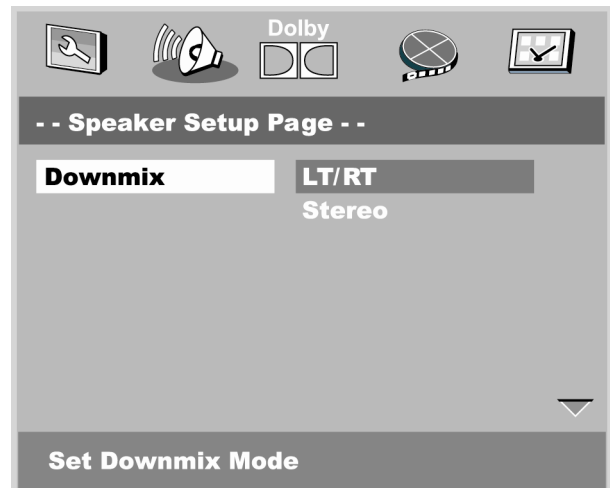 Dolby
- - Speaker Setup Page - -
Downmix LT/RT
Stereo
Set Downmix Mode